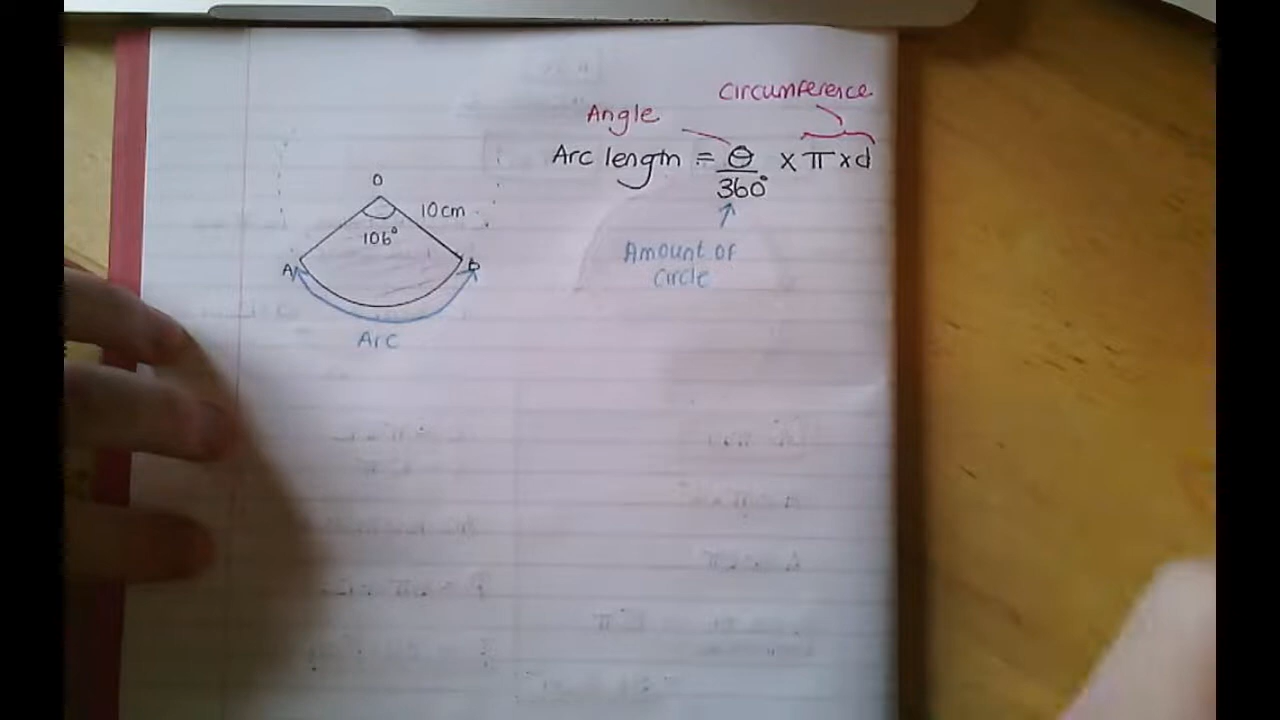 Circumference
Angle
Arc length = θ/360° × π × d
O
10cm
106°
A
B
Amount of
circle
Arc